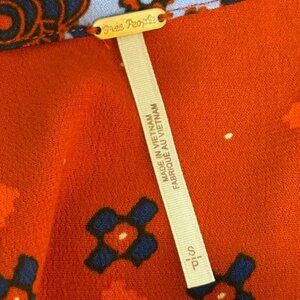 Free People
MADE IN VIETNAM
FABRIQUÉ AU VIETNAM
S|P